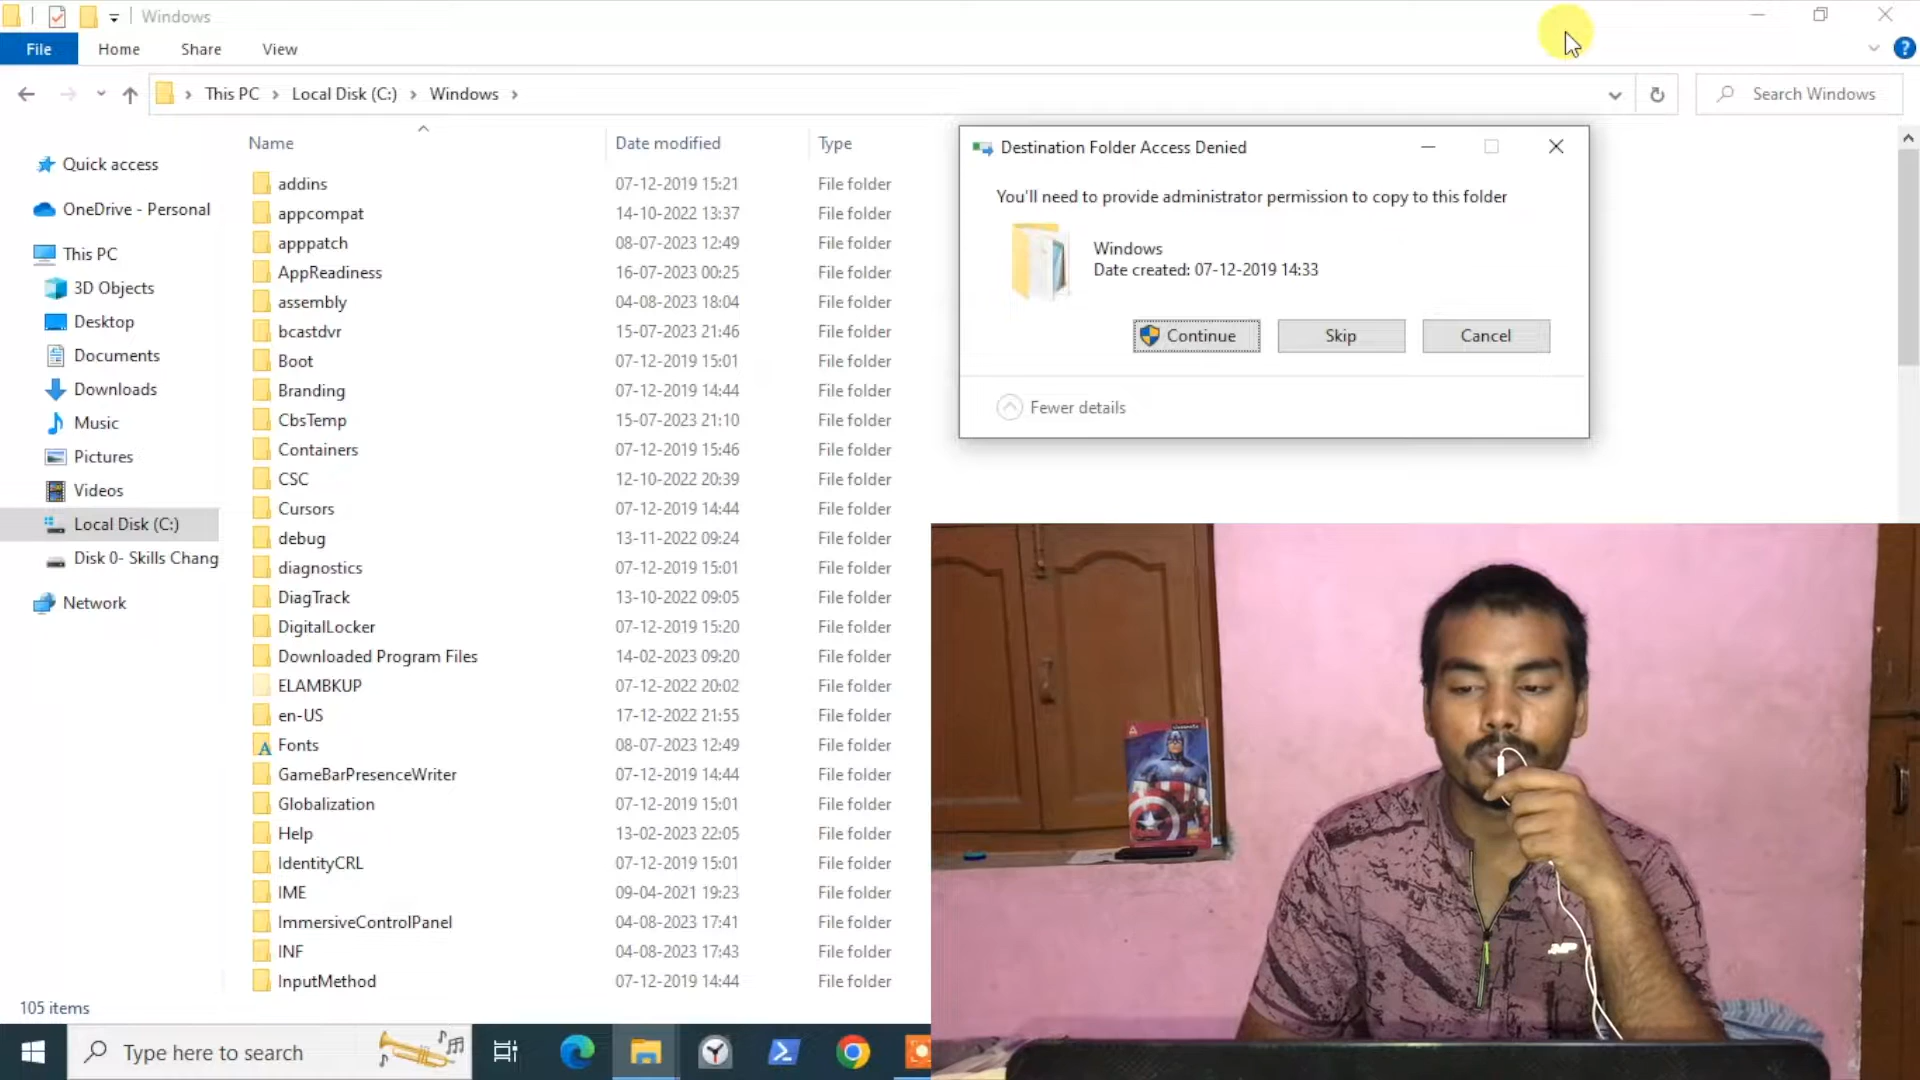 Windows
File Home Share View
This PC Local Disk (C:) Windows
Search Windows
Name Date modified Type
Quick access
OneDrive - Personal
This PC
3D Objects
Desktop
Documents
Downloads
Music
Pictures
Videos
Local Disk (C:)
Disk 0- Skills Chang
Network
addins 07-12-2019 15:21 File folder
appcompat 14-10-2022 13:37 File folder
apppatch 08-07-2023 12:49 File folder
AppReadiness 16-07-2023 00:25 File folder
assembly 04-08-2023 18:04 File folder
bcastdvr 15-07-2023 21:46 File folder
Boot 07-12-2019 15:01 File folder
Branding 07-12-2019 14:44 File folder
CbsTemp 15-07-2023 21:10 File folder
Containers 07-12-2019 15:46 File folder
CSC 12-10-2022 20:39 File folder
Cursors 07-12-2019 14:44 File folder
debug 13-11-2022 09:24 File folder
diagnostics 07-12-2019 15:01 File folder
DiagTrack 13-10-2022 09:05 File folder
DigitalLocker 07-12-2019 15:20 File folder
Downloaded Program Files 14-02-2023 09:20 File folder
ELAMBKUP 07-12-2022 20:02 File folder
en-US 17-12-2022 21:55 File folder
Fonts 08-07-2023 12:49 File folder
GameBarPresenceWriter 07-12-2019 14:44 File folder
Globalization 07-12-2019 15:01 File folder
Help 13-02-2023 22:05 File folder
IdentityCRL 07-12-2019 15:01 File folder
IME 09-04-2021 19:23 File folder
ImmersiveControlPanel 04-08-2023 17:41 File folder
INF 04-08-2023 17:43 File folder
InputMethod 07-12-2019 14:44 File folder
Destination Folder Access Denied
You'll need to provide administrator permission to copy to this folder
Windows
Date created: 07-12-2019 14:33
Continue Skip Cancel
Fewer details
105 items
Type here to search